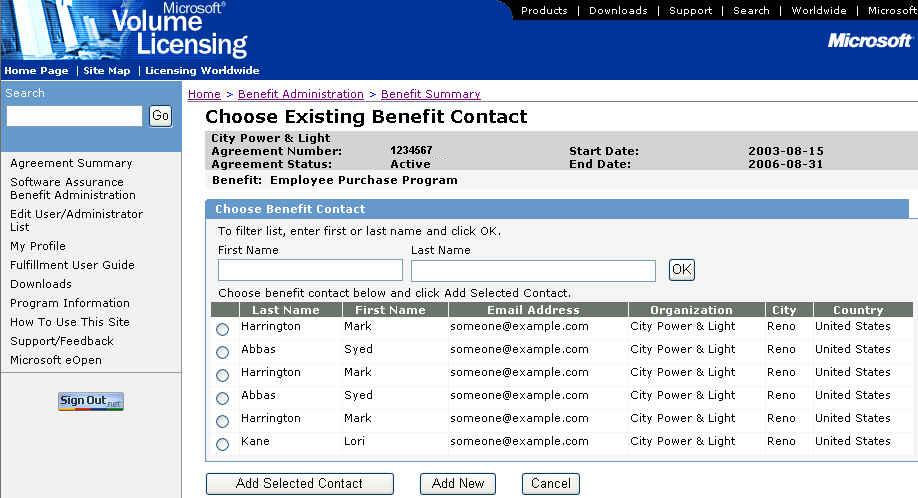 Microsoft®
Volume
Licensing
Products | Downloads | Support | Search | Worldwide | Microsoft
Microsoft
Home Page | Site Map | Licensing Worldwide
Search
Go
Agreement Summary
Software Assurance
Benefit Administration
Edit User/Administrator
List
My Profile
Fulfillment User Guide
Downloads
Program Information
How To Use This Site
Support/Feedback
Microsoft eOpen
Sign Out .net
Home > Benefit Administration > Benefit Summary
Choose Existing Benefit Contact
City Power & Light
Agreement Number: 1234567 Start Date: 2003-08-15
Agreement Status: Active End Date: 2006-08-31
Benefit: Employee Purchase Program
Choose Benefit Contact
To filter list, enter first or last name and click OK.
First Name Last Name
OK
Choose benefit contact below and click Add Selected Contact.
Last Name First Name Email Address Organization City Country
Harrington Mark someone@example.com City Power & Light Reno United States
Abbas Syed someone@example.com City Power & Light Reno United States
Harrington Mark someone@example.com City Power & Light Reno United States
Abbas Syed someone@example.com City Power & Light Reno United States
Harrington Mark someone@example.com City Power & Light Reno United States
Kane Lori someone@example.com City Power & Light Reno United States
Add Selected Contact Add New Cancel